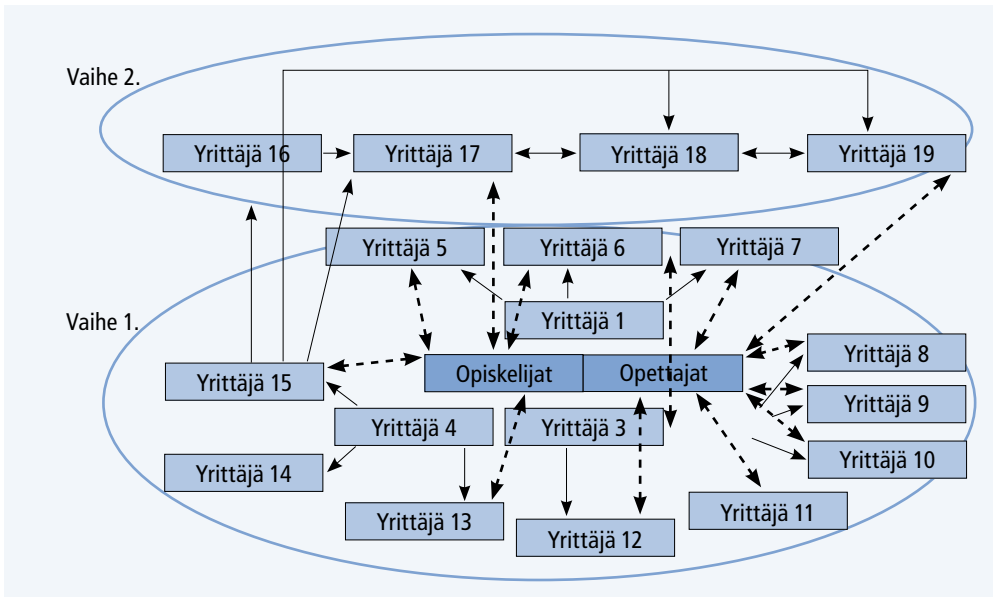 Vaihe 2.
Yrittäjä 16
Yrittäjä 17
Yrittäjä 18
Yrittäjä 19
Yrittäjä 5
Yrittäjä 6
Yrittäjä 7
Vaihe 1.
Yrittäjä 1
Yrittäjä 8
Yrittäjä 15
Opiskelijat
Opettajat
Yrittäjä 9
Yrittäjä 4
Yrittäjä 3
Yrittäjä 10
Yrittäjä 14
Yrittäjä 13
Yrittäjä 12
Yrittäjä 11